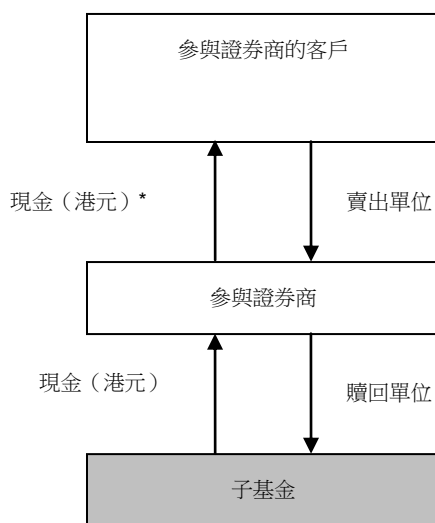 參與證券商的客戶
現金（港元）*
賣出單位
參與證券商
現金（港元）
贖回單位
子基金